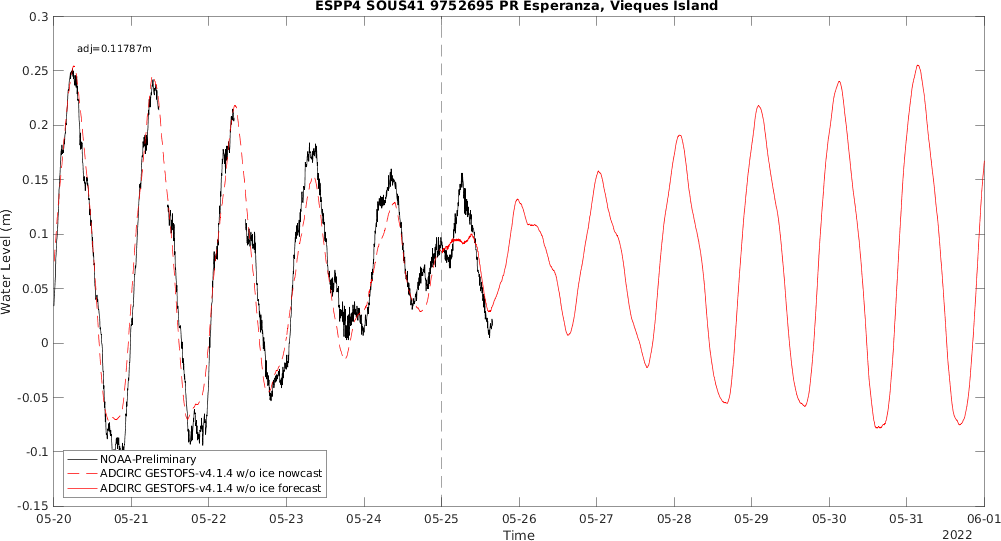 ESPP4 SOUS41 9752695 PR Esperanza, Vieques Island
adj=0.11787m
0.3
0.25
0.2
0.15
0.1
0.05
0
-0.05
-0.1
-0.15
Water Level (m)
NOAA-Preliminary
ADCIRC GESTOFS-v4.1.4 w/o ice nowcast
ADCIRC GESTOFS-v4.1.4 w/o ice forecast
05-20 05-21 05-22 05-23 05-24 05-25 05-26 05-27 05-28 05-29 05-30 05-31 06-01
Time
2022